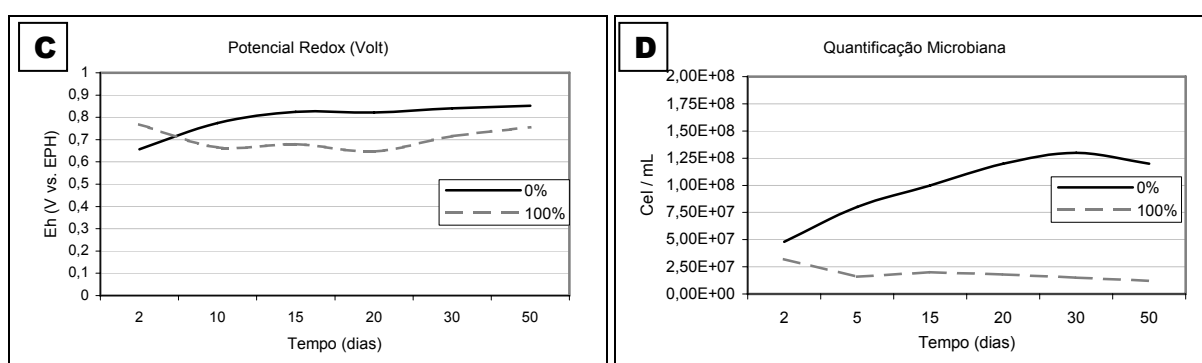 C
Potencial Redox (Volt)
Eh (V vs. EPH)
1
0,9
0,8
0,7
0,6
0,5
0,4
0,3
0,2
0,1
0
0%
100%
2 10 15 20 30 50
Tempo (dias)
D
Quantificação Microbiana
Cel / mL
2,00E+08
1,75E+08
1,50E+08
1,25E+08
1,00E+08
7,50E+07
5,00E+07
2,50E+07
0,00E+00
0%
100%
2 5 15 20 30 50
Tempo (dias)